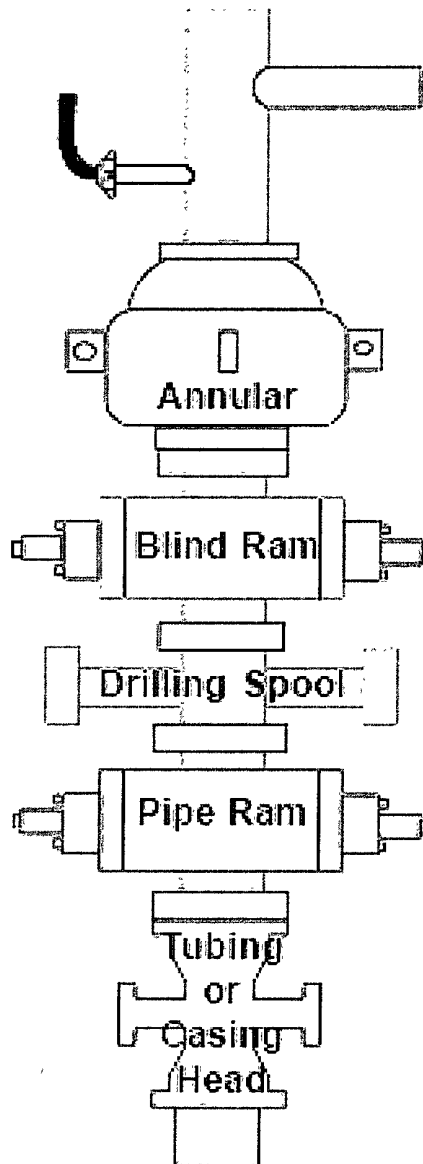 Annular
Blind Ram
Drilling Spool
Pipe Ram
Tubing
or
Casing
Head